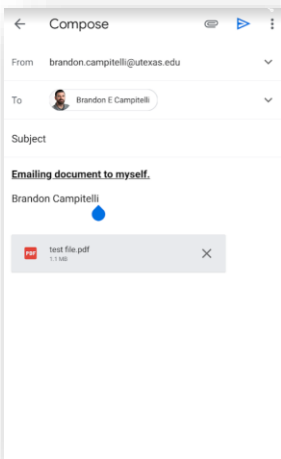 Compose
From brandon.campitelli@utexas.edu
To Brandon E Campitelli
Subject
Emailing document to myself.
Brandon Campitelli
PDF test file.pdf
1.1 MB